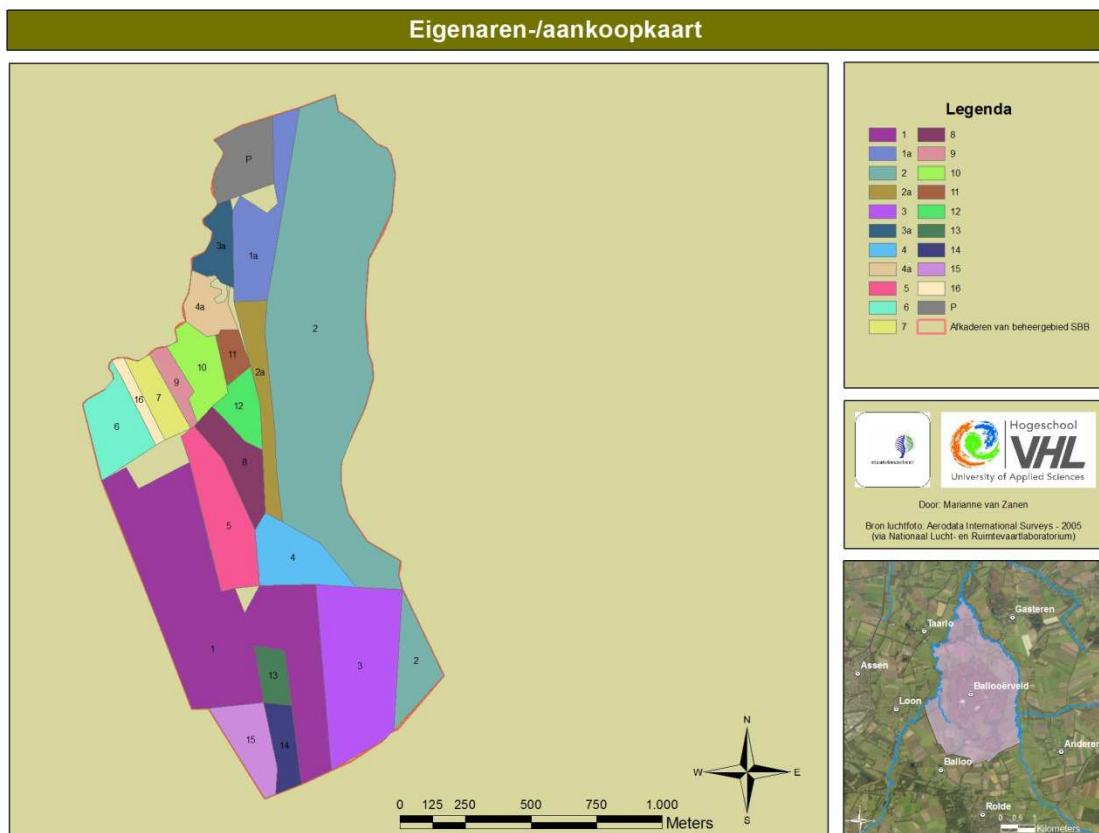 Eigenaren-/aankoopkaart
P
3a
1a
4a
2
11
2a
10
9
7
16
6
12
8
5
4
1
3
2
13
15
14
N
W
E
S
0 125 250 500 750 1.000
Meters
Legenda
1 8
1a 9
2 10
2a 11
3 12
3a 13
4 14
4a 15
5 16
6 P
7 Afkaderen van beheergebied SBB
Hogeschool
VHL
University of Applied Sciences
Door: Marianne van Zanen
Bron luchtfoto: Aerodata International Surveys - 2005
(via Nationaal Lucht- en Ruimtevaartlaboratorium)
Gasteren
Taarlo
Assen
Ballooërveld
Loon
Anderen
Balloo
Rolde
0 0,5 1
Kilometers